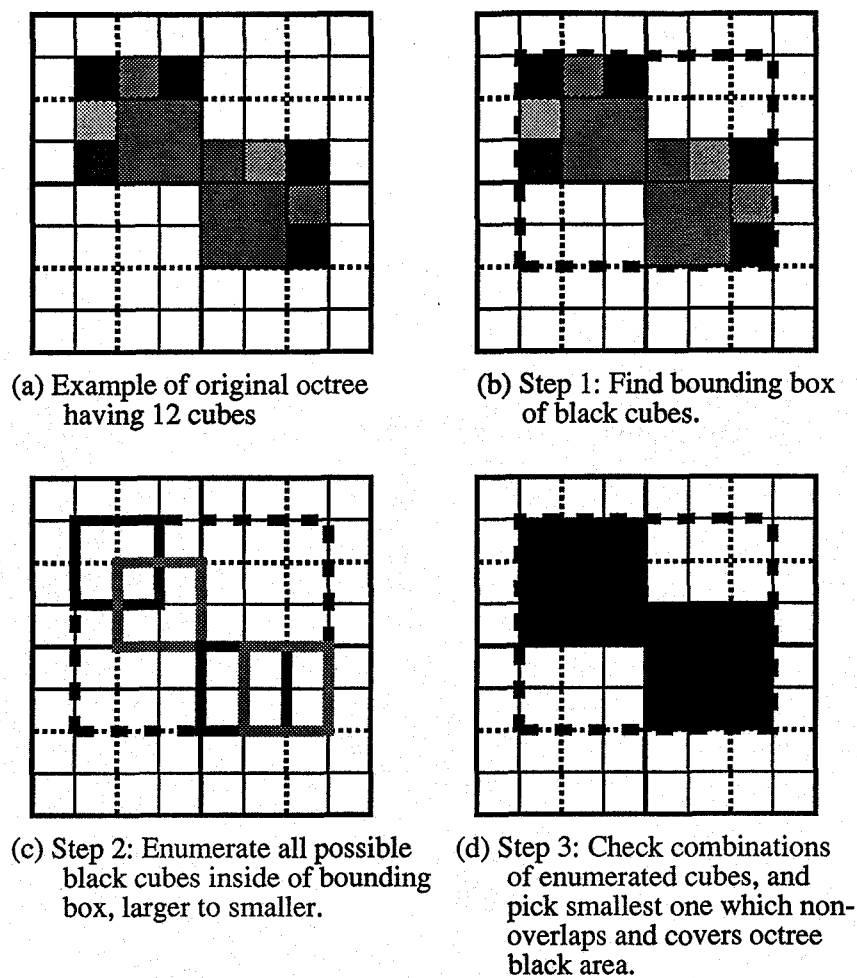 (a) Example of original octree
having 12 cubes
(b) Step 1: Find bounding box
of black cubes.
(c) Step 2: Enumerate all possible
black cubes inside of bounding
box, larger to smaller.
(d) Step 3: Check combinations
of enumerated cubes, and
pick smallest one which non-
overlaps and covers octree
black area.